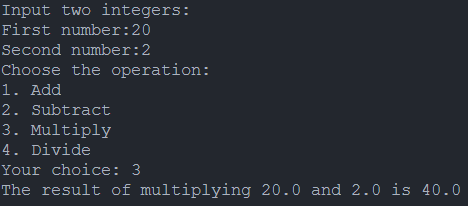 Input two integers:
First number:20
Second number:2
Choose the operation:
1. Add
2. Subtract
3. Multiply
4. Divide
Your choice: 3
The result of multiplying 20.0 and 2.0 is 40.0